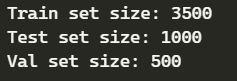 Train set size: 3500
Test set size: 1000
Val set size: 500